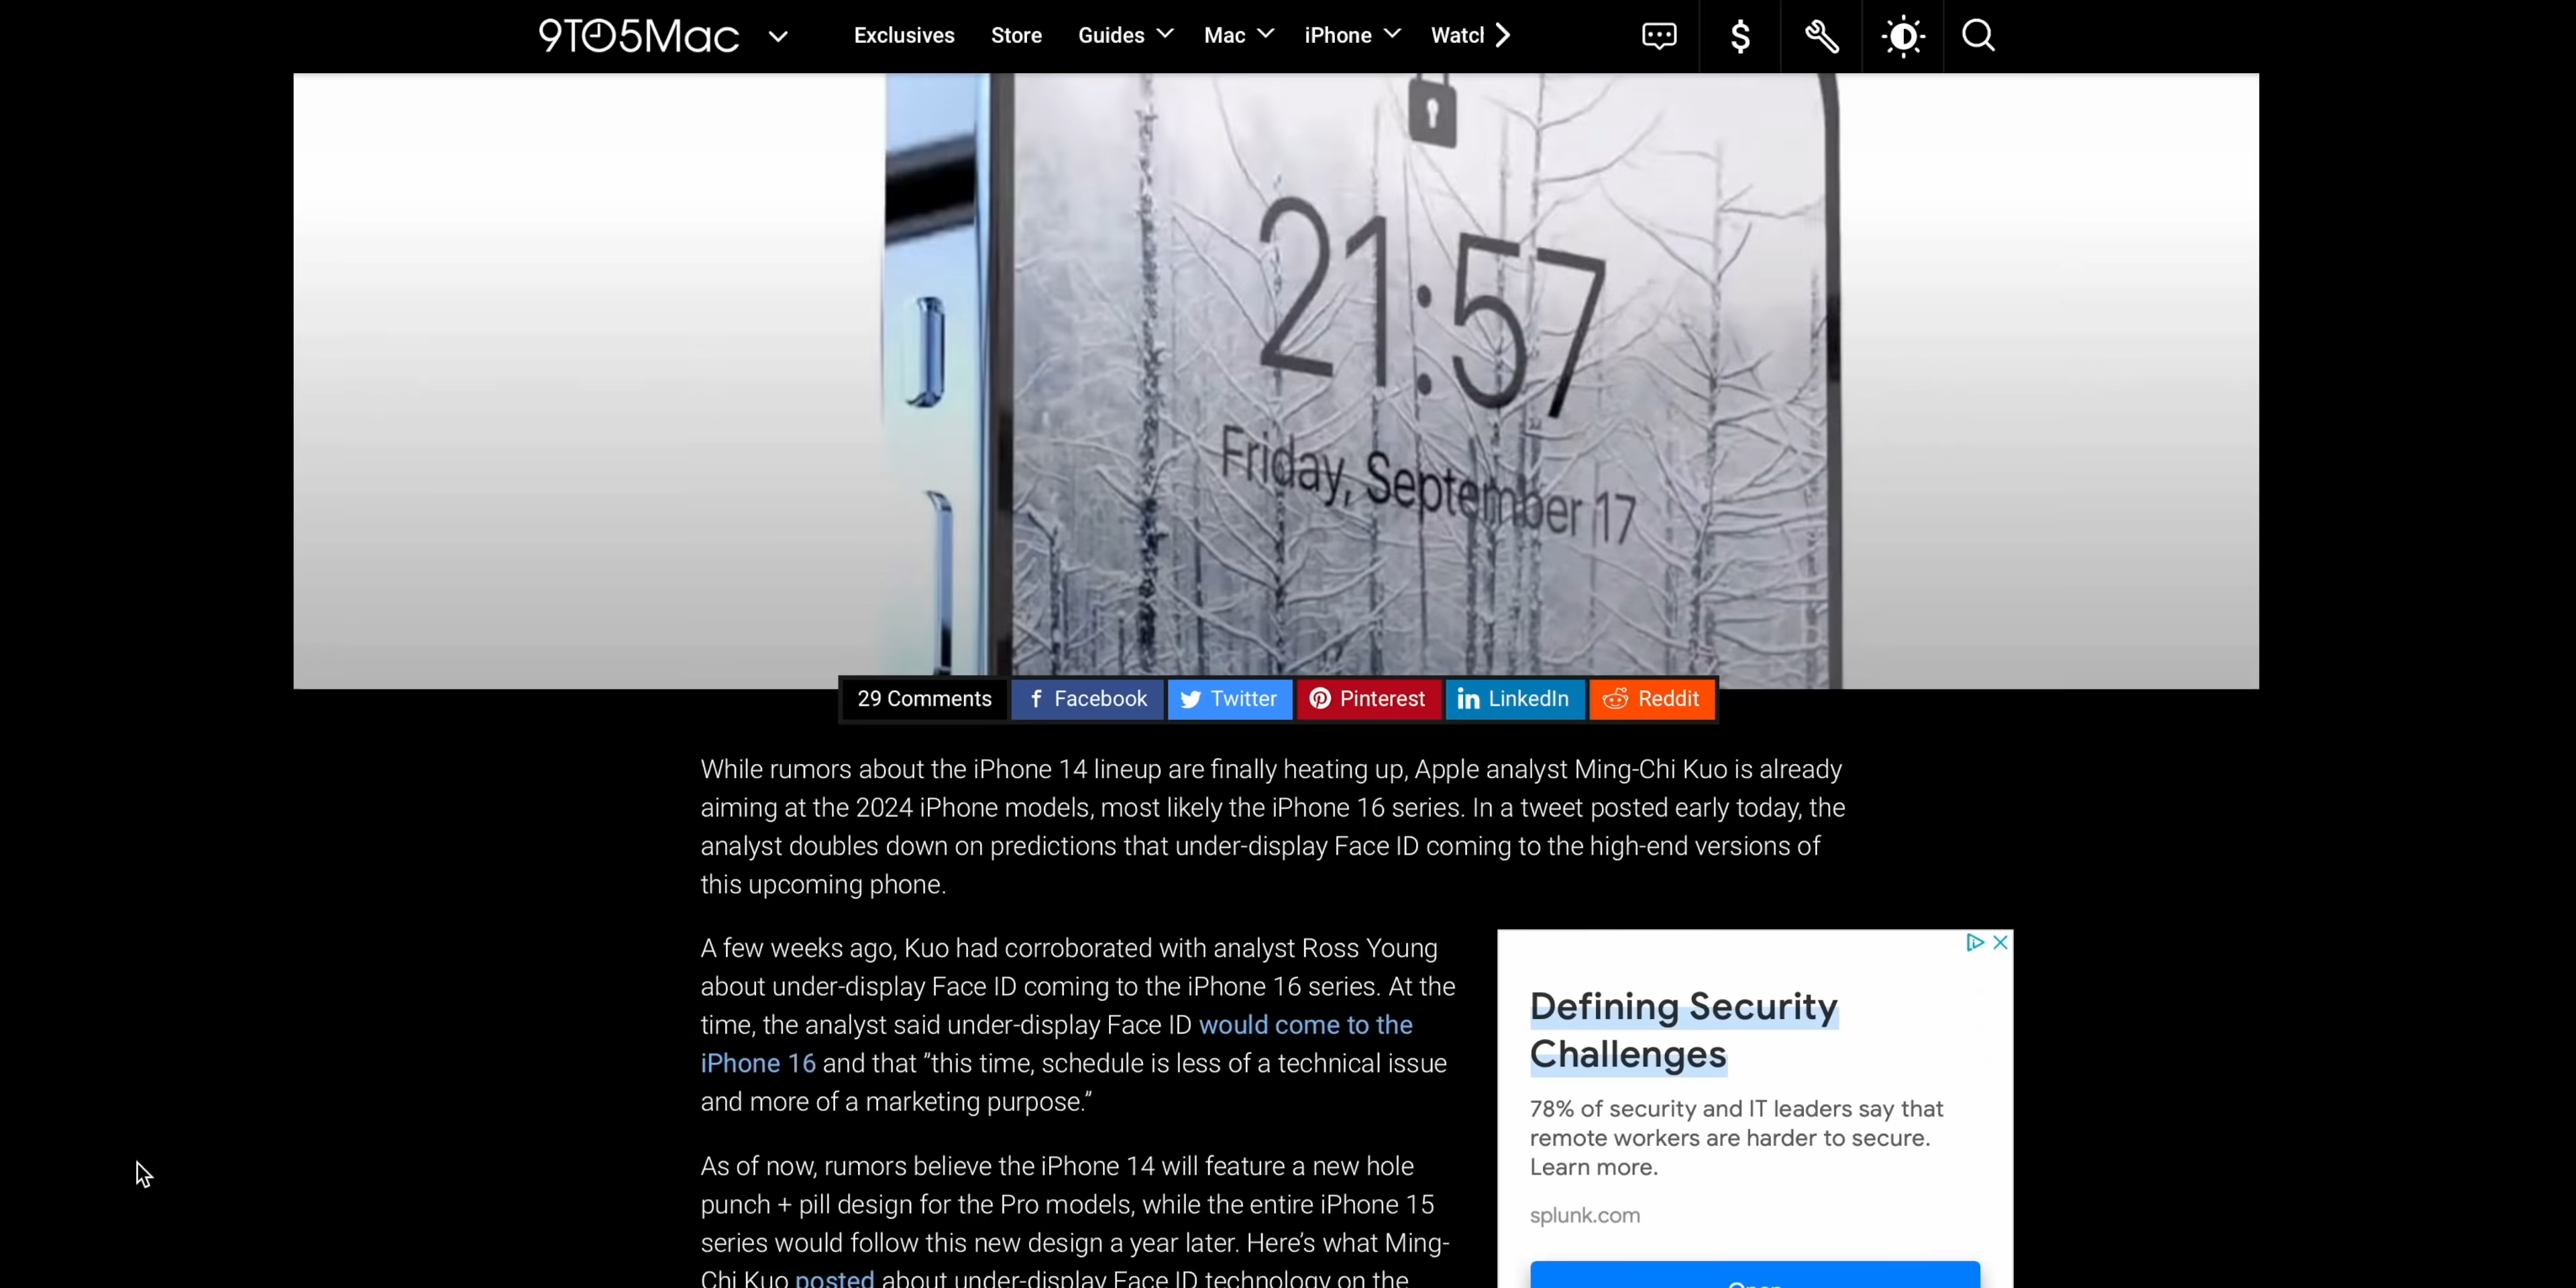 9TO5Mac
Exclusives
Store
Guides
Mac
iPhone
Watcl
$
21:57
Friday, September 17
29 Comments
Facebook
Twitter
Pinterest
LinkedIn
Reddit
While rumors about the iPhone 14 lineup are finally heating up, Apple analyst Ming-Chi Kuo is already
aiming at the 2024 iPhone models, most likely the iPhone 16 series. In a tweet posted early today, the
analyst doubles down on predictions that under-display Face ID coming to the high-end versions of
this upcoming phone.
A few weeks ago, Kuo had corroborated with analyst Ross Young
about under-display Face ID coming to the iPhone 16 series. At the
time, the analyst said under-display Face ID would come to the
iPhone 16 and that ”this time, schedule is less of a technical issue
and more of a marketing purpose.”
As of now, rumors believe the iPhone 14 will feature a new hole
punch + pill design for the Pro models, while the entire iPhone 15
series would follow this new design a year later. Here’s what Ming-
Chi Kuo posted about under-display Face ID technology on the
Defining Security
Challenges
78% of security and IT leaders say that
remote workers are harder to secure.
Learn more.
splunk.com